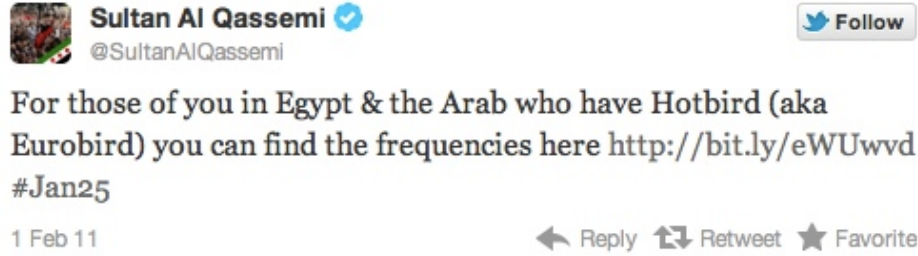 Sultan Al Qassemi
Follow
@SultanAlQassemi
For those of you in Egypt & the Arab who have Hotbird (aka
Eurobird) you can find the frequencies here http://bit.ly/eWUwvd
#Jan25
1 Feb 11 Reply Retweet Favorite